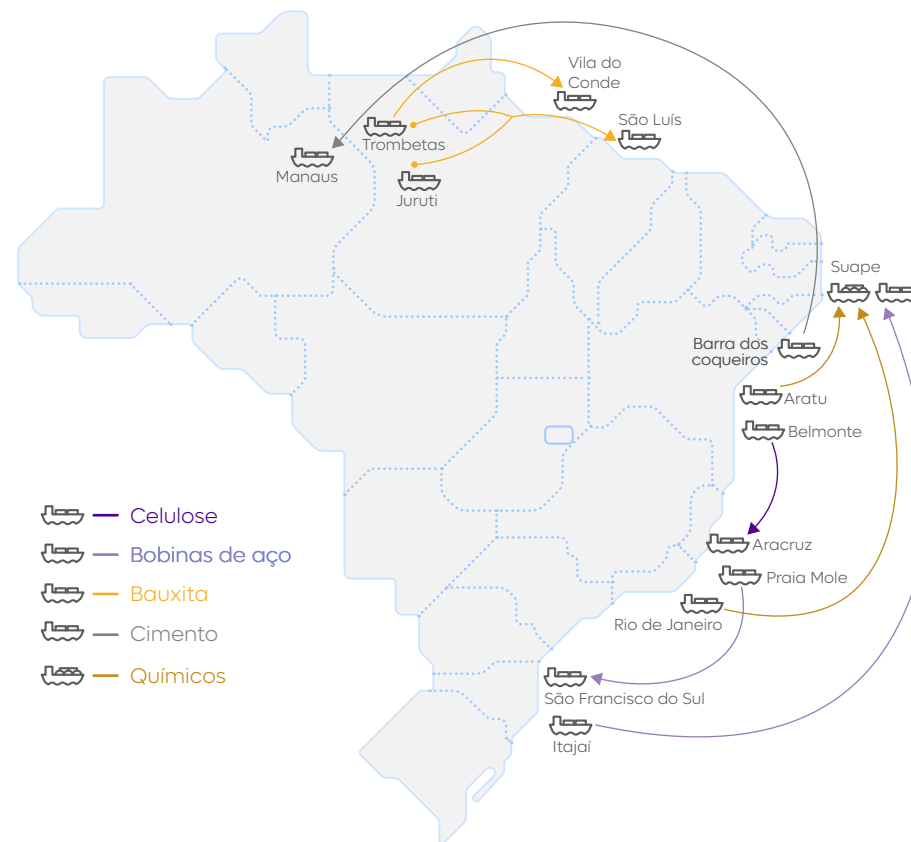 Vila do
Conde
São Luís
Trombetas
Manaus
Juruti
Suape
Barra dos
coqueiros
Aratu
Belmonte
Celulose
Aracruz
Bobinas de aço
Praia Mole
Bauxita
Rio de Janeiro
Cimento
Químicos
São Francisco do Sul
Itajaí